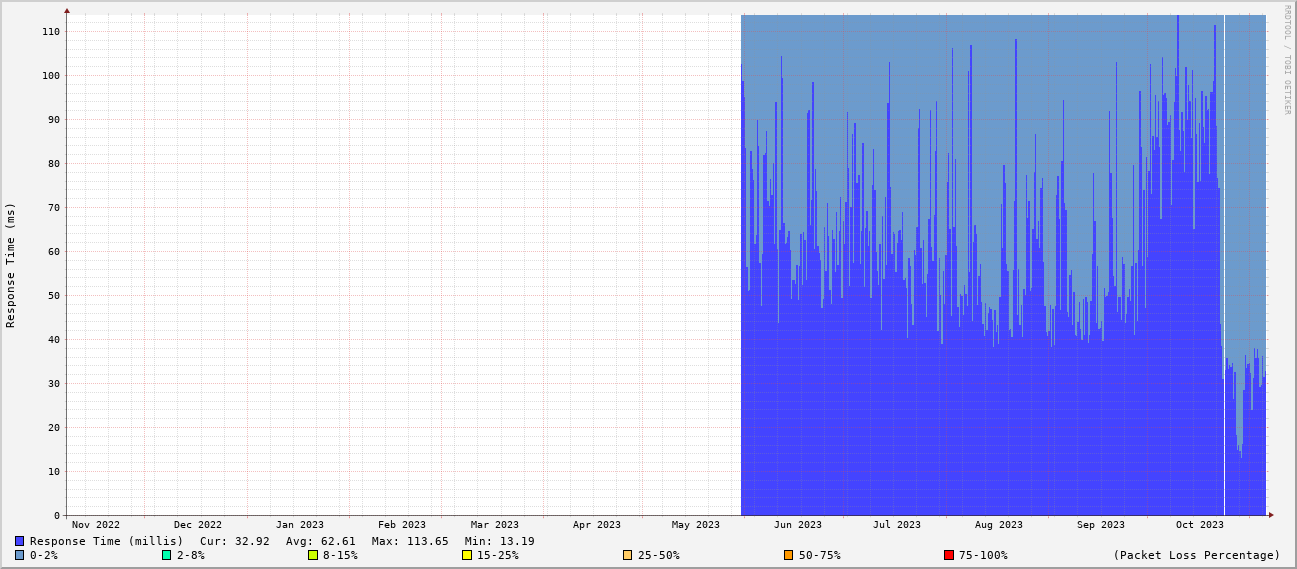 RRDTOOL / TOBI OETIKER
Response Time (ms)
110
100
90
80
70
60
50
40
30
20
10
0
Nov 2022 Dec 2022 Jan 2023 Feb 2023 Mar 2023 Apr 2023 May 2023 Jun 2023 Jul 2023 Aug 2023 Sep 2023 Oct 2023
Response Time (millis) Cur: 32.92 Avg: 62.61 Max: 113.65 Min: 13.19
0-2% 2-8% 8-15% 15-25% 25-50% 50-75% 75-100% (Packet Loss Percentage)